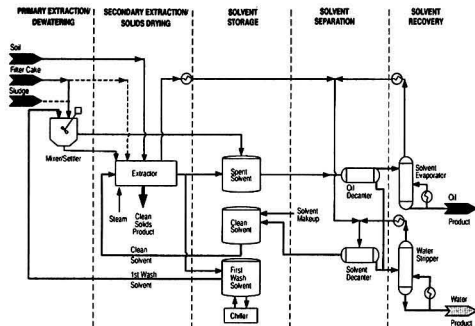 PRIMARY EXTRACTION/
DEWATERING
SECONDARY EXTRACTION/
SOLIDS DRYING
SOLVENT
STORAGE
SOLVENT
SEPARATION
SOLVENT
RECOVERY
Soil
Filter Cake
Sludge
Mixer/Settler
Extractor
Steam
Clean
Solids
Product
Spent
Solvent
Clean
Solvent
Solvent
Makeup
First
Wash
Solvent
Chiller
Clean
Solvent
1st Wash
Solvent
Oil
Decanter
Solvent
Decanter
Solvent
Evaporator
Oil
Product
Water
Stripper
Water
Product